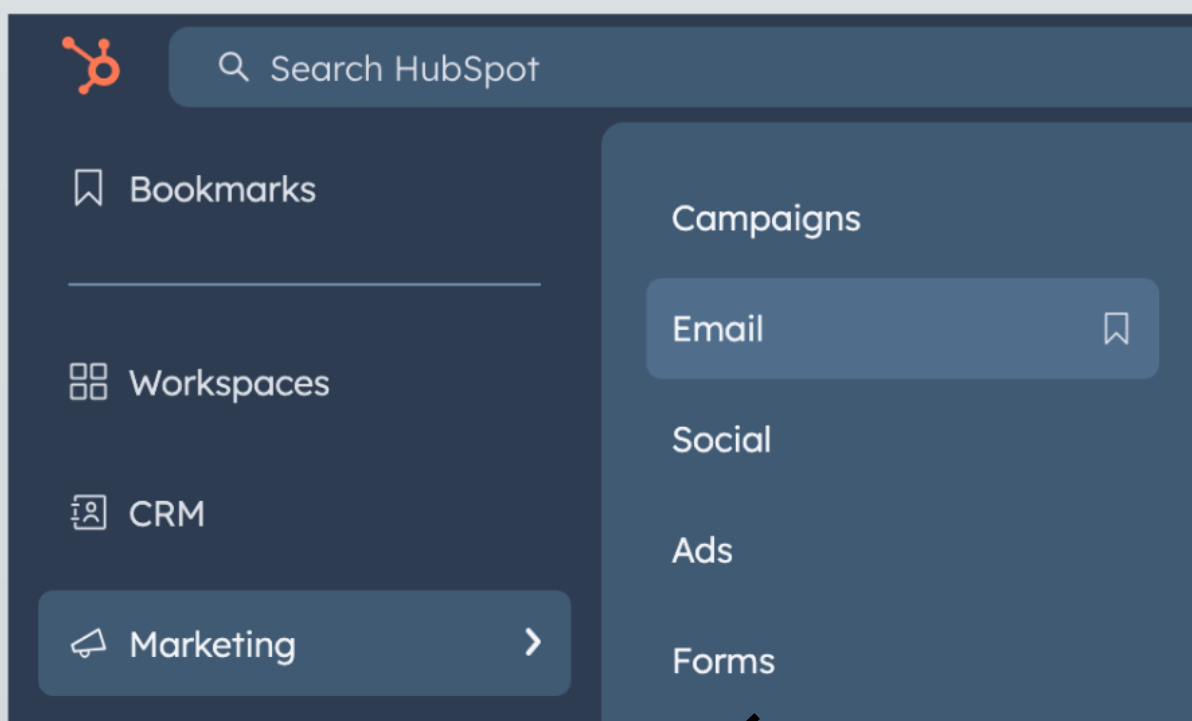 Search HubSpot
Bookmarks
Workspaces
CRM
Marketing
Campaigns
Email
Social
Ads
Forms